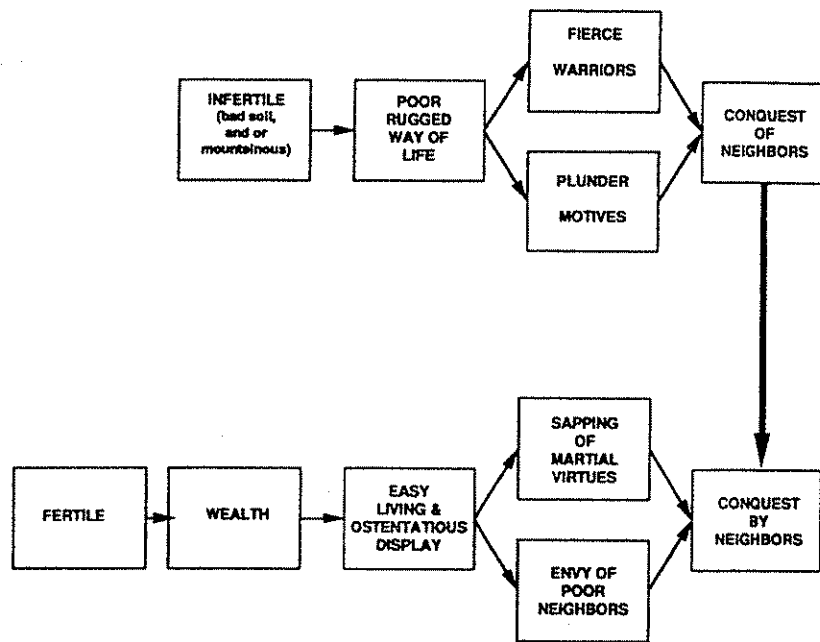 INFERTILE
(bad soil,
and or
mountainous)
POOR
RUGGED
WAY OF
LIFE
FIERCE
WARRIORS
PLUNDER
MOTIVES
CONQUEST
OF
NEIGHBORS
FERTILE
WEALTH
EASY
LIVING &
OSTENTATIOUS
DISPLAY
SAPPING
OF
MARTIAL
VIRTUES
ENVY OF
POOR
NEIGHBORS
CONQUEST
BY
NEIGHBORS